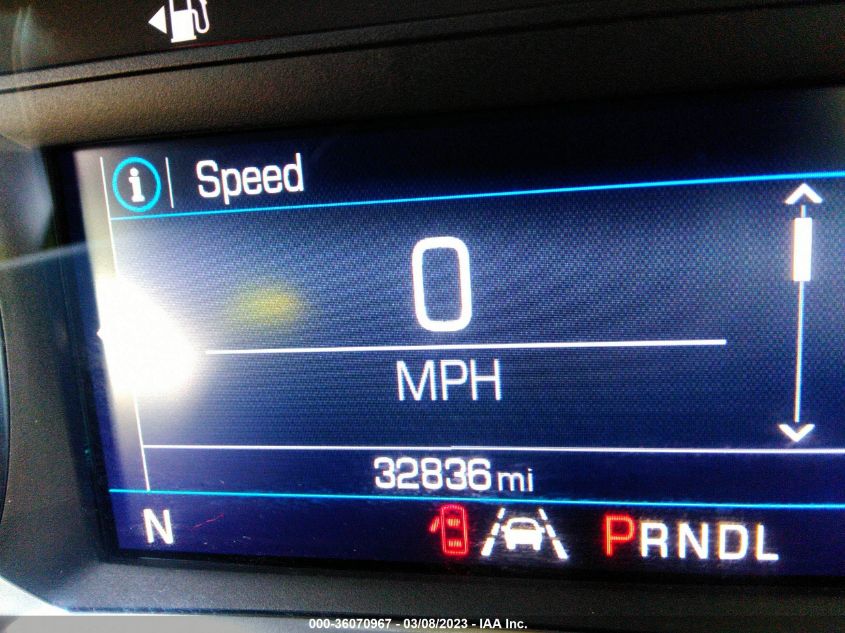 i Speed
0
MPH
32836 mi
N PRNDL
000-36070967 - 03/08/2023 - IAA Inc.